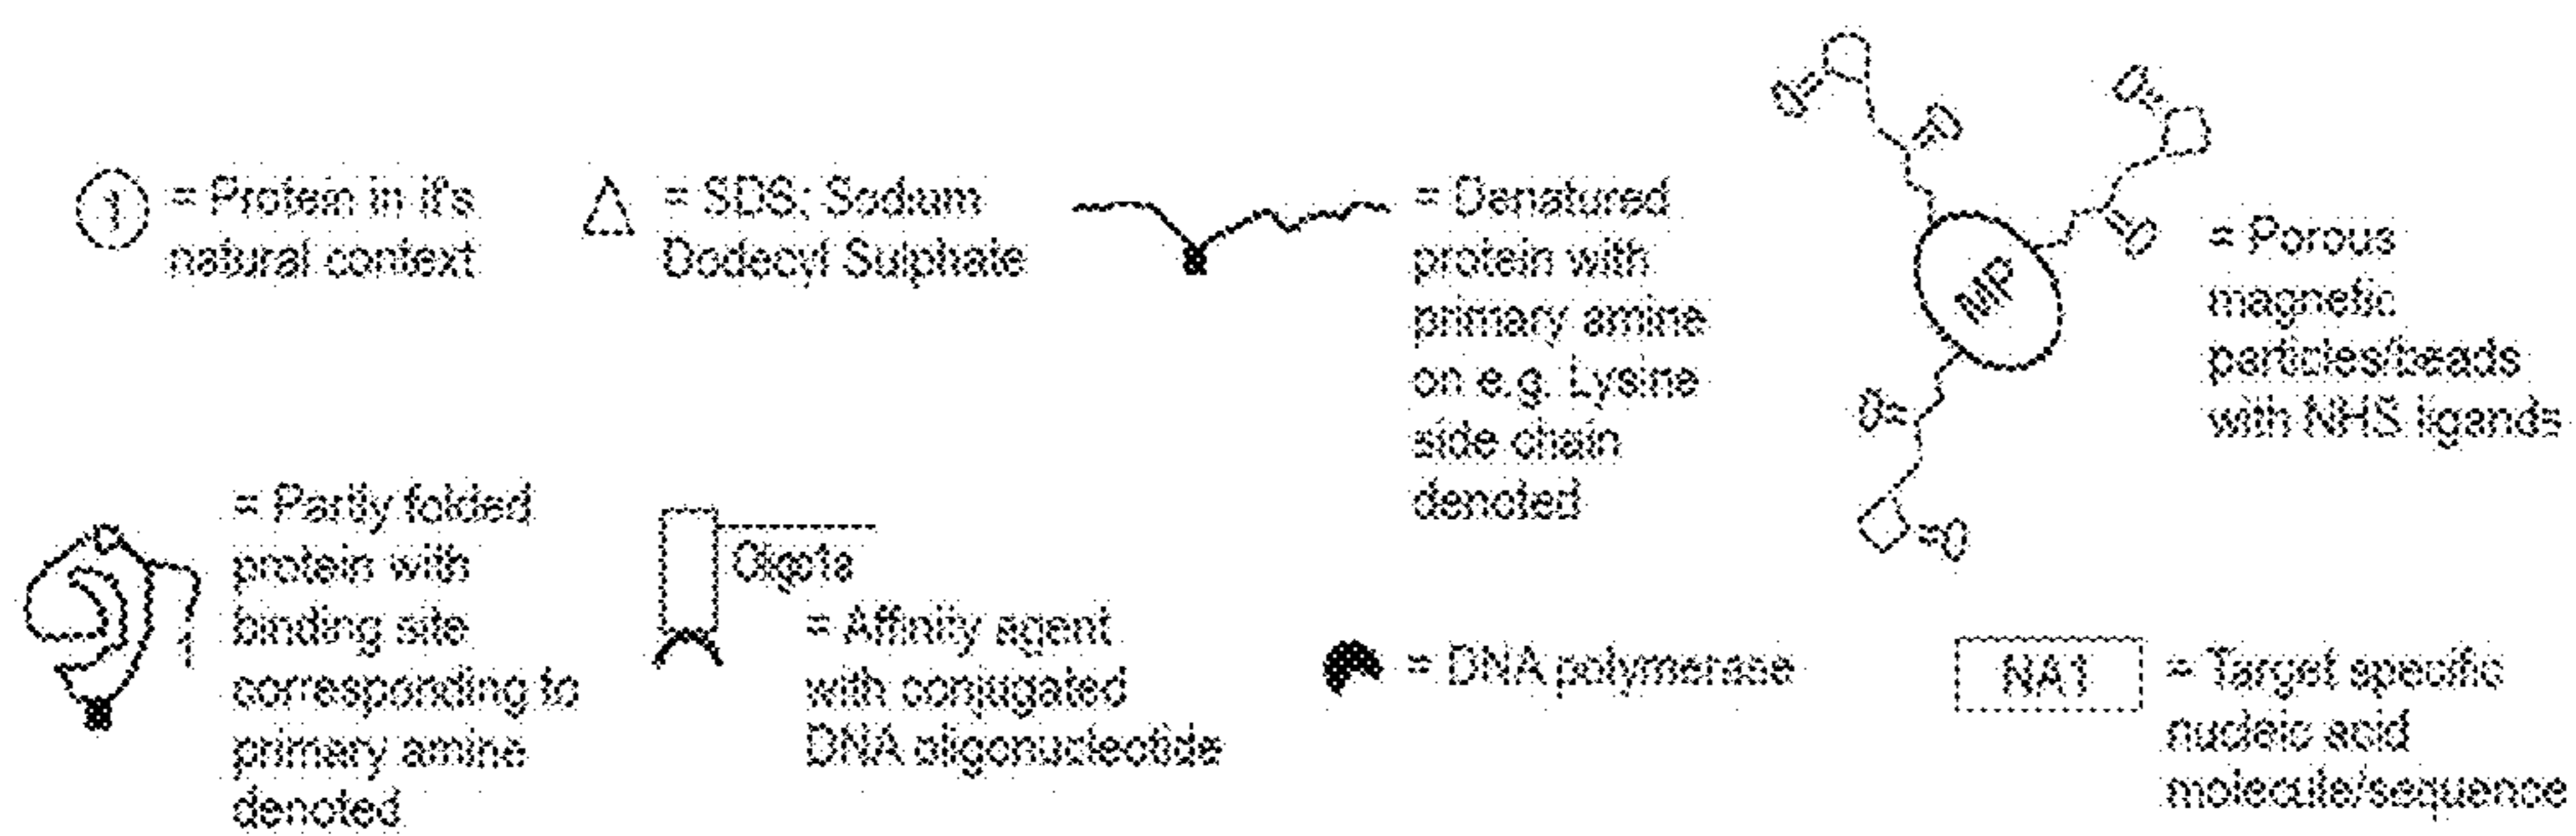 1 = Protein in it's
natural context
= SDS; Sodium
Dodecyl Sulphate
= Denatured
protein with
primary amine
on e.g. Lysine
side chain
denoted
O=
=O
O=
=O
MP
O=
=O
= Porous
magnetic
particles/beads
with NHS ligands
= Partly folded
protein with
binding site
corresponding to
primary amine
denoted
= Affinity agent
with conjugated
DNA oligonucleotide
= DNA polymerase
NA1
= Target specific
nucleic acid
molecule/sequence